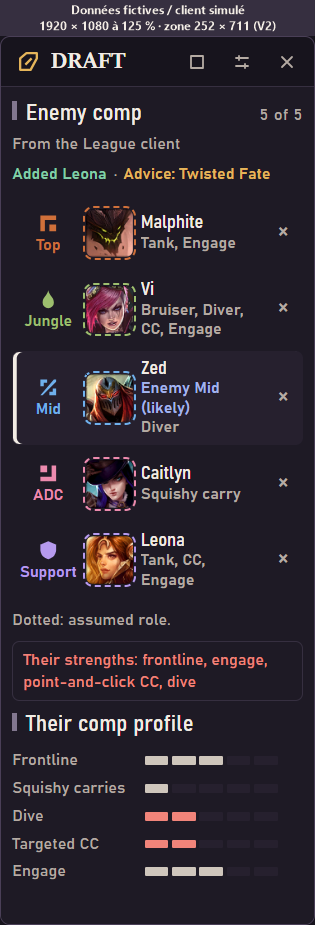 Données fictives / client simulé
1920 × 1080 à 125 % · zone 252 × 711 (V2)
DRAFT
Enemy comp
5 of 5
From the League client
Added Leona · Advice: Twisted Fate
Top
Malphite
Tank, Engage
×
Jungle
Vi
Bruiser, Diver,
CC, Engage
×
Mid
Zed
Enemy Mid
(likely)
Diver
×
ADC
Caitlyn
Squishy carry
×
Support
Leona
Tank, CC,
Engage
×
Dotted: assumed role.
Their strengths: frontline, engage,
point-and-click CC, dive
Their comp profile
Frontline
Squishy carries
Dive
Targeted CC
Engage